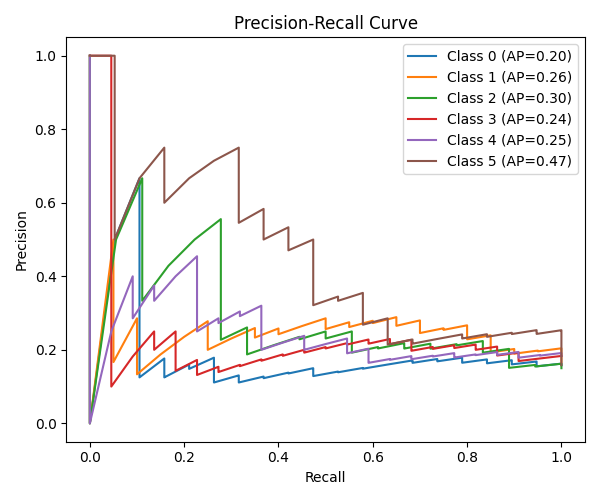 Precision-Recall Curve
Precision
1.0
0.8
0.6
0.4
0.2
0.0
Class 0 (AP=0.20)
Class 1 (AP=0.26)
Class 2 (AP=0.30)
Class 3 (AP=0.24)
Class 4 (AP=0.25)
Class 5 (AP=0.47)
0.0 0.2 0.4 0.6 0.8 1.0
Recall